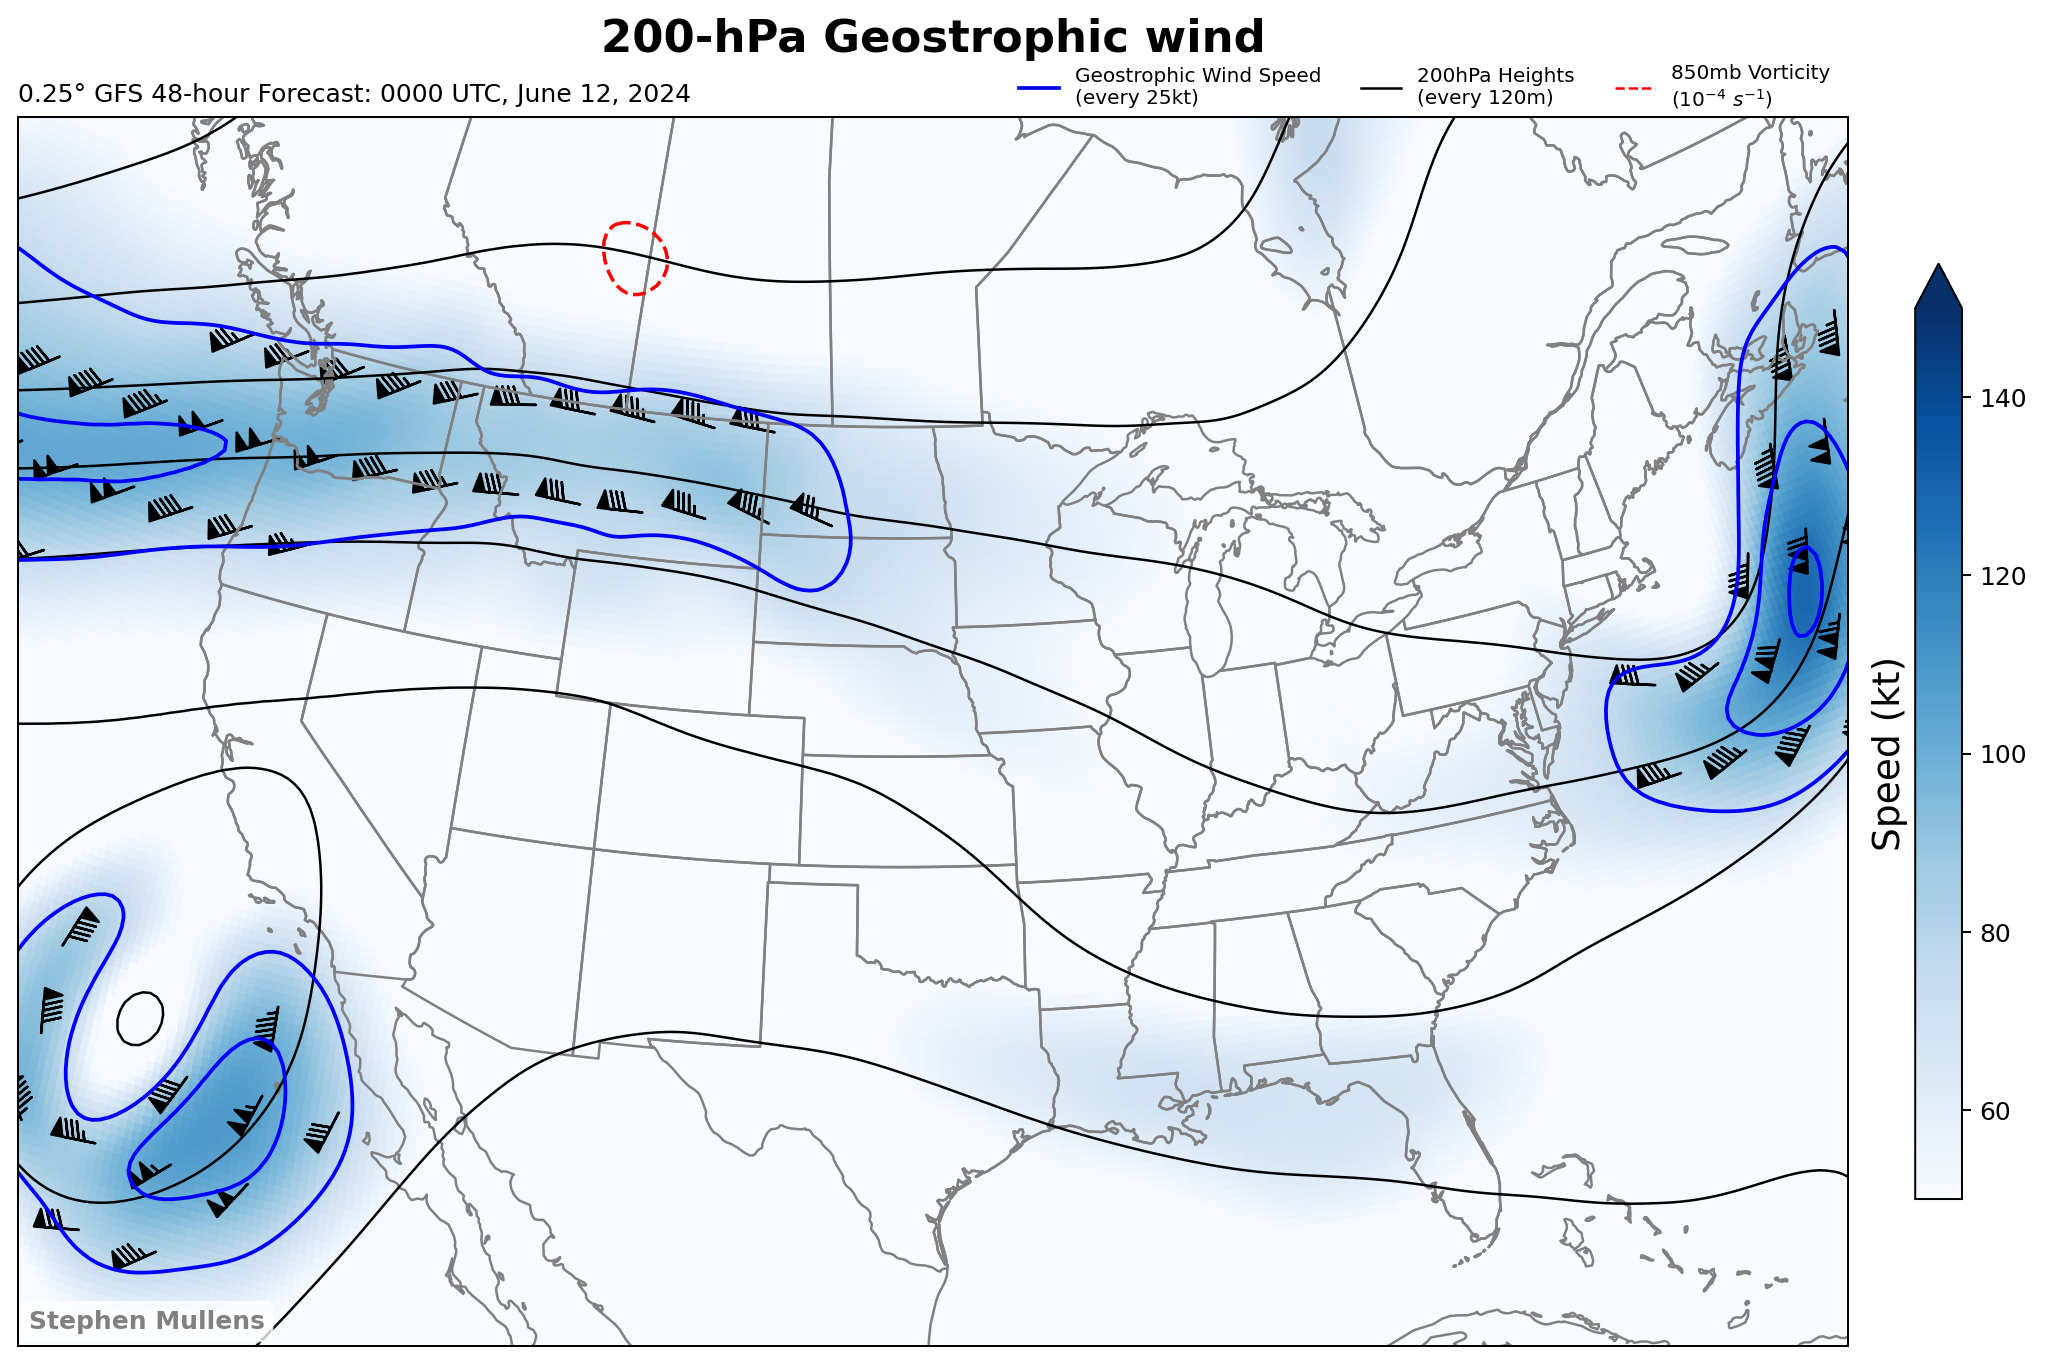 200-hPa Geostrophic wind
0.25° GFS 48-hour Forecast: 0000 UTC, June 12, 2024
Geostrophic Wind Speed
(every 25kt)
200hPa Heights
(every 120m)
850mb Vorticity
(10⁻⁴ s⁻¹)
140
120
100
80
60
Speed (kt)
Stephen Mullens